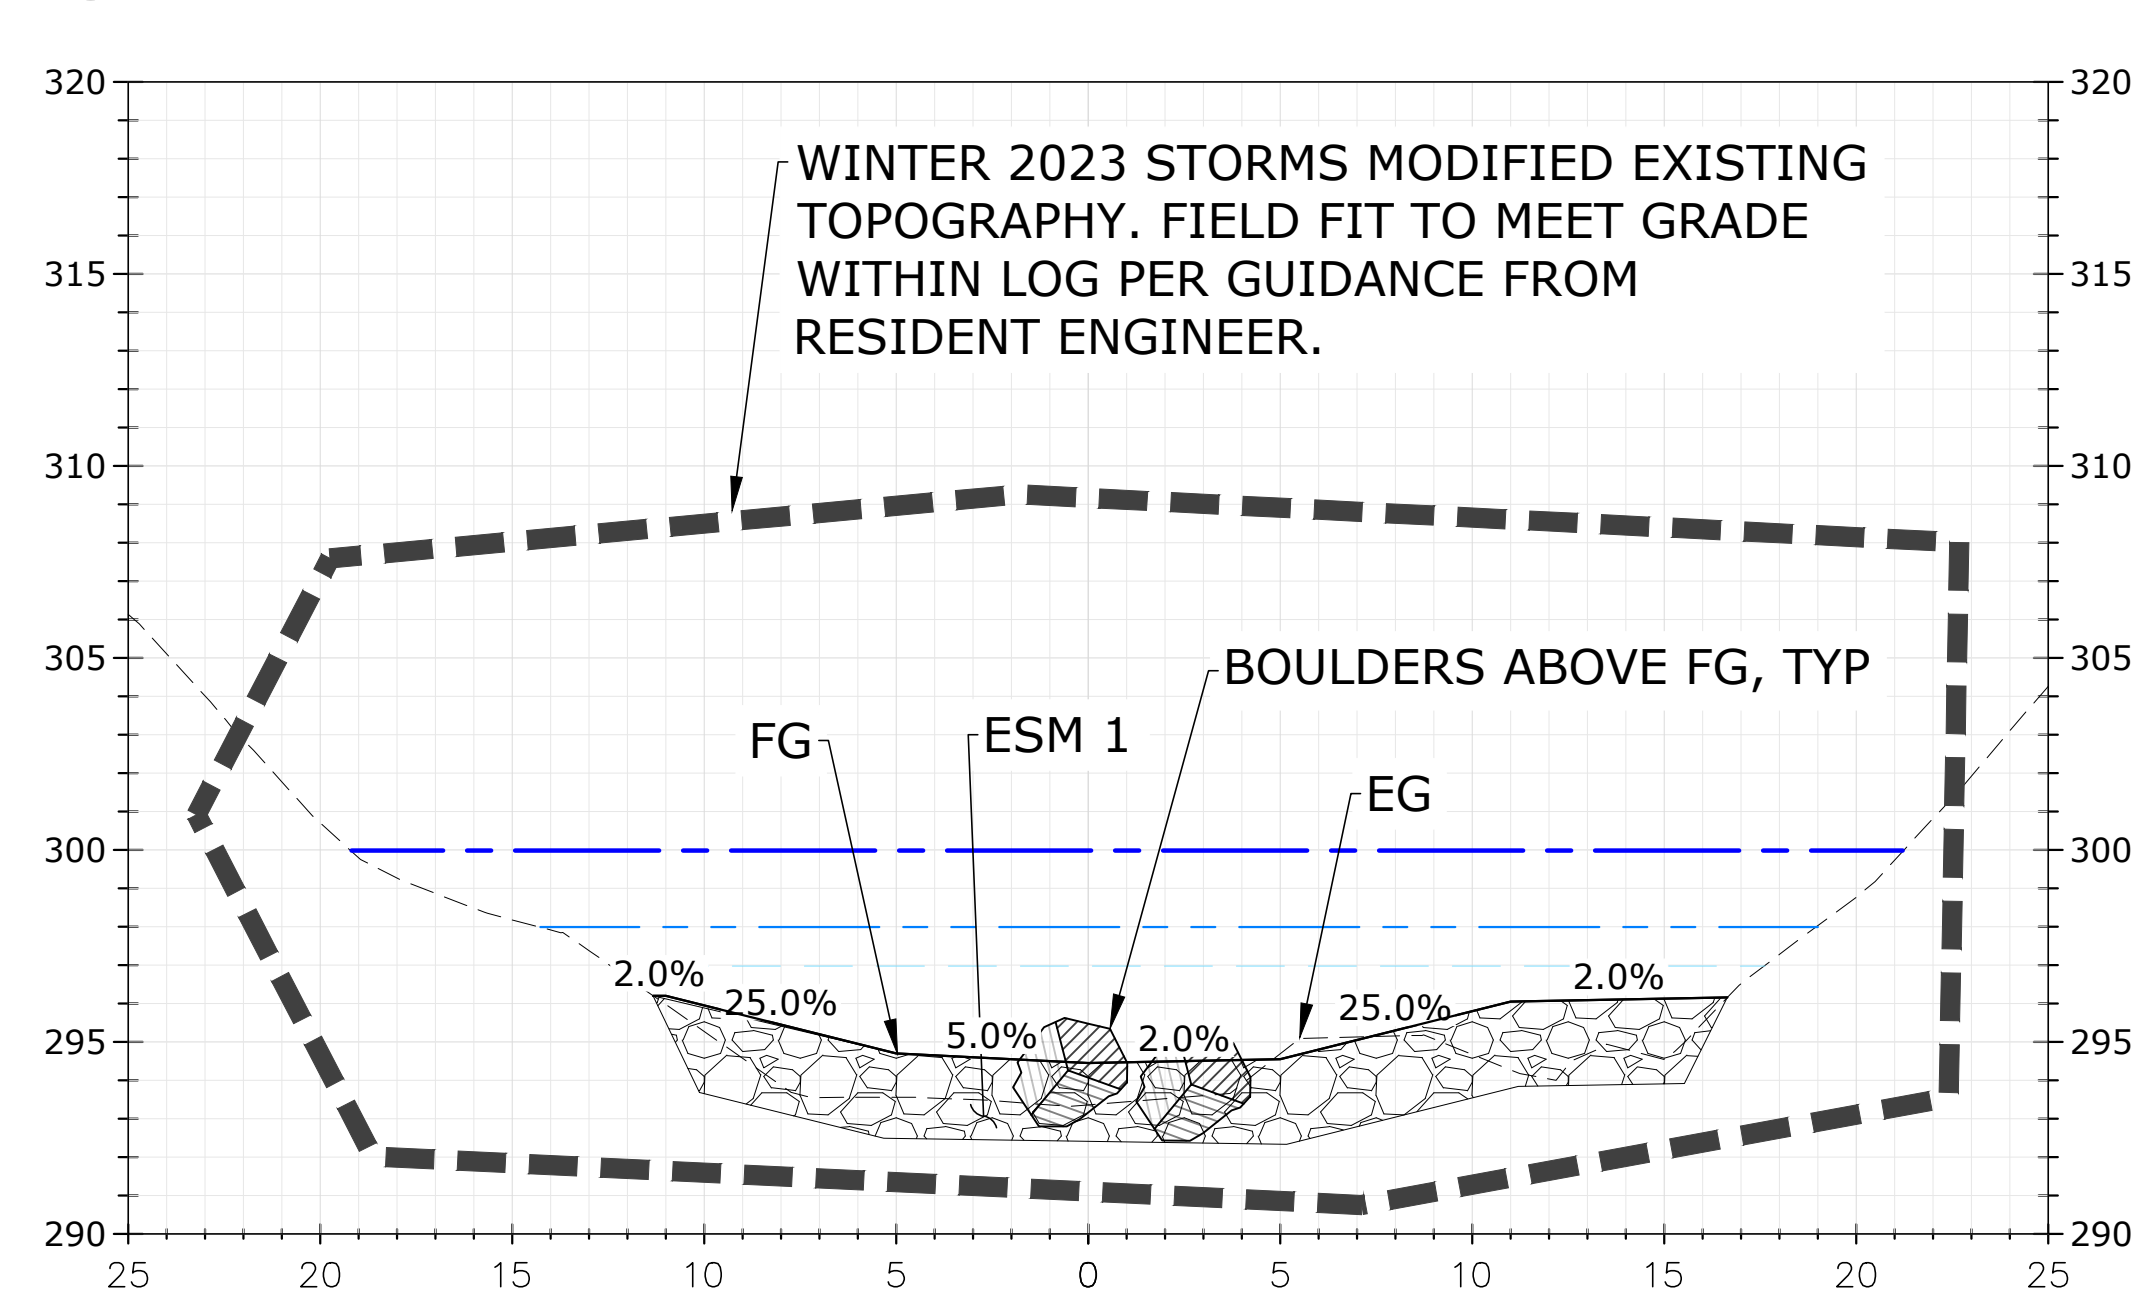 320 320
WINTER 2023 STORMS MODIFIED EXISTING
TOPOGRAPHY. FIELD FIT TO MEET GRADE
WITHIN LOG PER GUIDANCE FROM
RESIDENT ENGINEER.
315 315
310 310
305 305
BOULDERS ABOVE FG, TYP
FG
ESM 1
EG
300 300
2.0%
25.0%
5.0%
2.0%
25.0%
2.0%
295 295
290 290
25 20 15 10 5 0 5 10 15 20 25